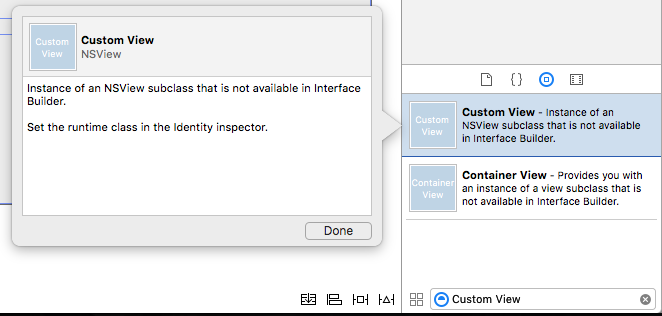 Custom
View
Custom View
NSView
Instance of an NSView subclass that is not available in Interface
Builder.
Set the runtime class in the Identity inspector.
Done
{}
Custom
View
Custom View - Instance of an
NSView subclass that is not available
in Interface Builder.
Container
View
Container View - Provides you with
an instance of a view subclass that is
not available in Interface Builder.
Custom View